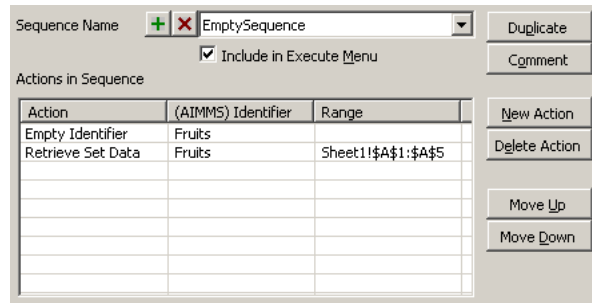 Sequence Name EmptySequence Duplicate
Include in Execute Menu Comment
Actions in Sequence
Action (AIMMS) Identifier Range New Action
Empty Identifier Fruits
Retrieve Set Data Fruits Sheet1!$A$1:$A$5 Delete Action
Move Up
Move Down